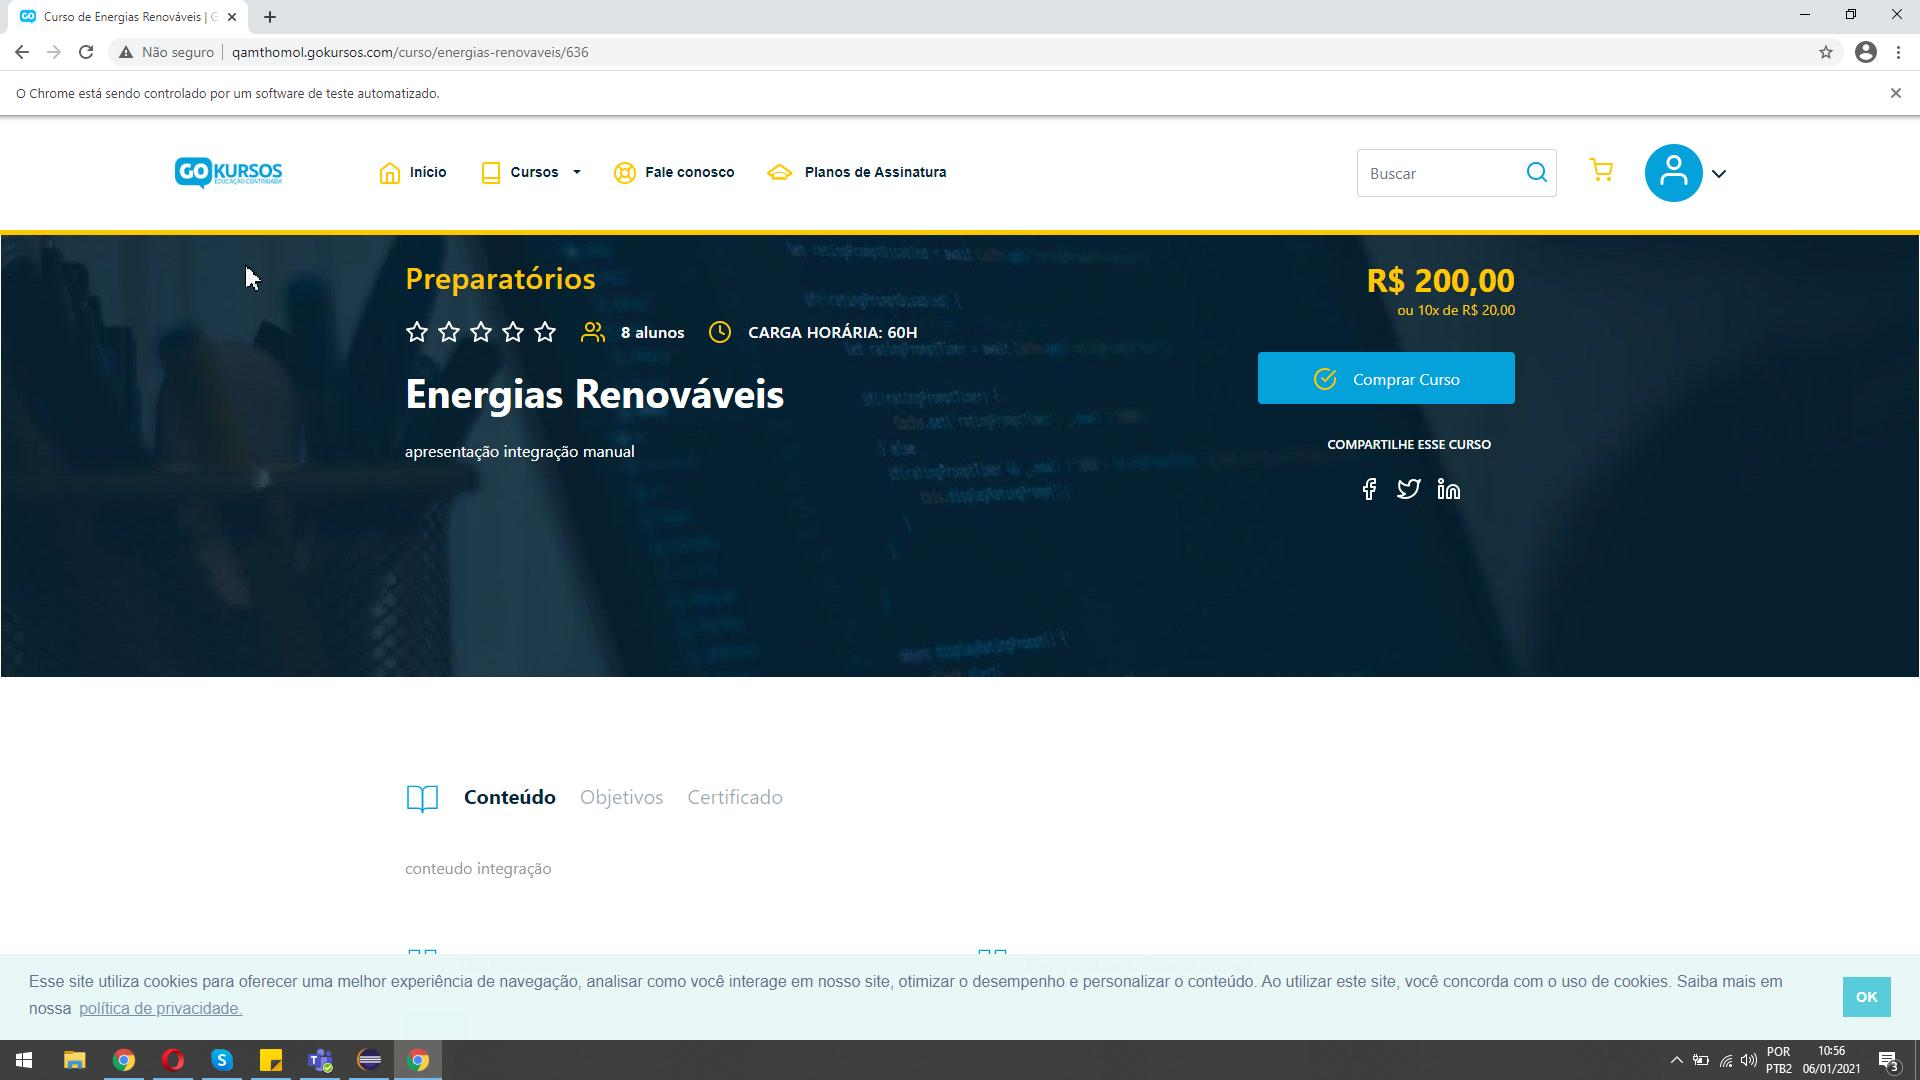 Curso de Energias Renováveis | G
Não seguro
qamthomol.gokursos.com/curso/energias-renovaveis/636
O Chrome está sendo controlado por um software de teste automatizado.
GOKURSOS
EDUCAÇÃO CONTINUADA
Início
Cursos
Fale conosco
Planos de Assinatura
Buscar
Preparatórios
R$ 200,00
ou 10x de R$ 20,00
8 alunos
CARGA HORÁRIA: 60H
Comprar Curso
Energias Renováveis
COMPARTILHE ESSE CURSO
apresentação integração manual
Conteúdo
Objetivos
Certificado
conteudo integração
Esse site utiliza cookies para oferecer uma melhor experiência de navegação, analisar como você interage em nosso site, otimizar o desempenho e personalizar o conteúdo. Ao utilizar este site, você concorda com o uso de cookies. Saiba mais em
nossa política de privacidade.
OK
POR
PTB2
10:56
06/01/2021
3